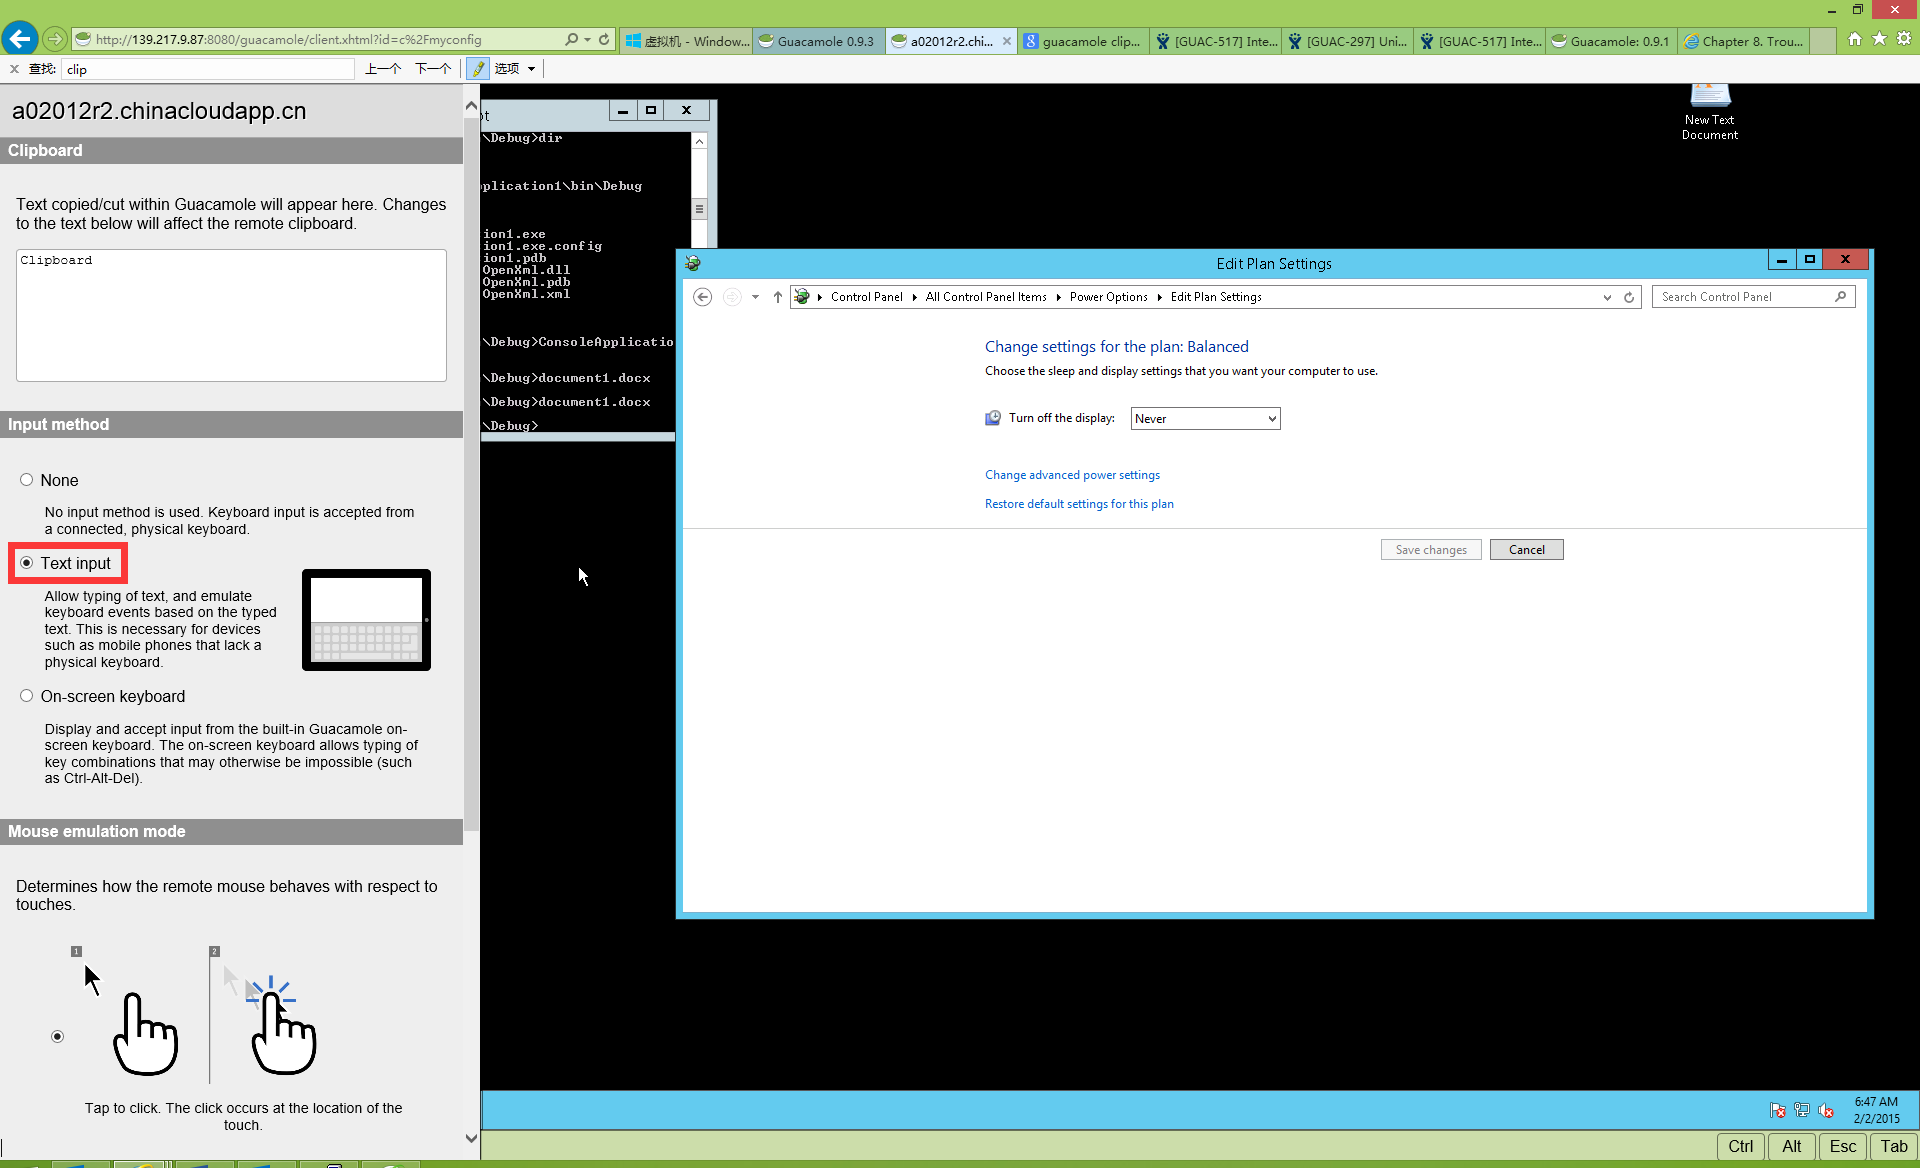 http://139.217.9.87:8080/guacamole/client.xhtml?id=c%2Fmyconfig
虚拟机 - Window...
Guacamole 0.9.3
a02012r2.chi...
guacamole clip...
[GUAC-517] Inte...
[GUAC-297] Uni...
[GUAC-517] Inte...
Guacamole: 0.9.1
Chapter 8. Trou...
查找: clip
上一个 下一个 选项
a02012r2.chinacloudapp.cn
Clipboard
Text copied/cut within Guacamole will appear here. Changes
to the text below will affect the remote clipboard.
Clipboard
Input method
None
No input method is used. Keyboard input is accepted from
a connected, physical keyboard.
Text input
Allow typing of text, and emulate
keyboard events based on the typed
text. This is necessary for devices
such as mobile phones that lack a
physical keyboard.
On-screen keyboard
Display and accept input from the built-in Guacamole on-
screen keyboard. The on-screen keyboard allows typing of
key combinations that may otherwise be impossible (such
as Ctrl-Alt-Del).
Mouse emulation mode
Determines how the remote mouse behaves with respect to
touches.
1
2
Tap to click. The click occurs at the location of the
touch.
\Debug>dir
plication1\bin\Debug
ion1.exe
ion1.exe.config
ion1.pdb
OpenXml.dll
OpenXml.pdb
OpenXml.xml
\Debug>ConsoleApplicatio
\Debug>document1.docx
\Debug>document1.docx
\Debug>
New Text
Document
Edit Plan Settings
Control Panel
All Control Panel Items
Power Options
Edit Plan Settings
Search Control Panel
Change settings for the plan: Balanced
Choose the sleep and display settings that you want your computer to use.
Turn off the display: Never
Change advanced power settings
Restore default settings for this plan
Save changes
Cancel
6:47 AM
2/2/2015
Ctrl Alt Esc Tab